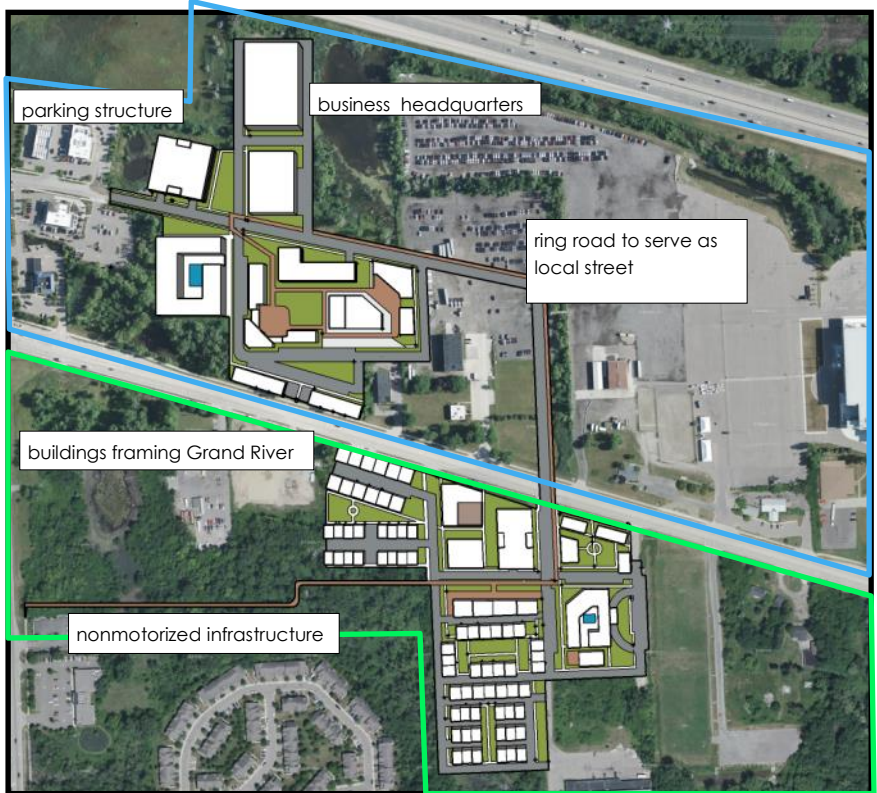 parking structure
business headquarters
ring road to serve as
local street
buildings framing Grand River
nonmotorized infrastructure